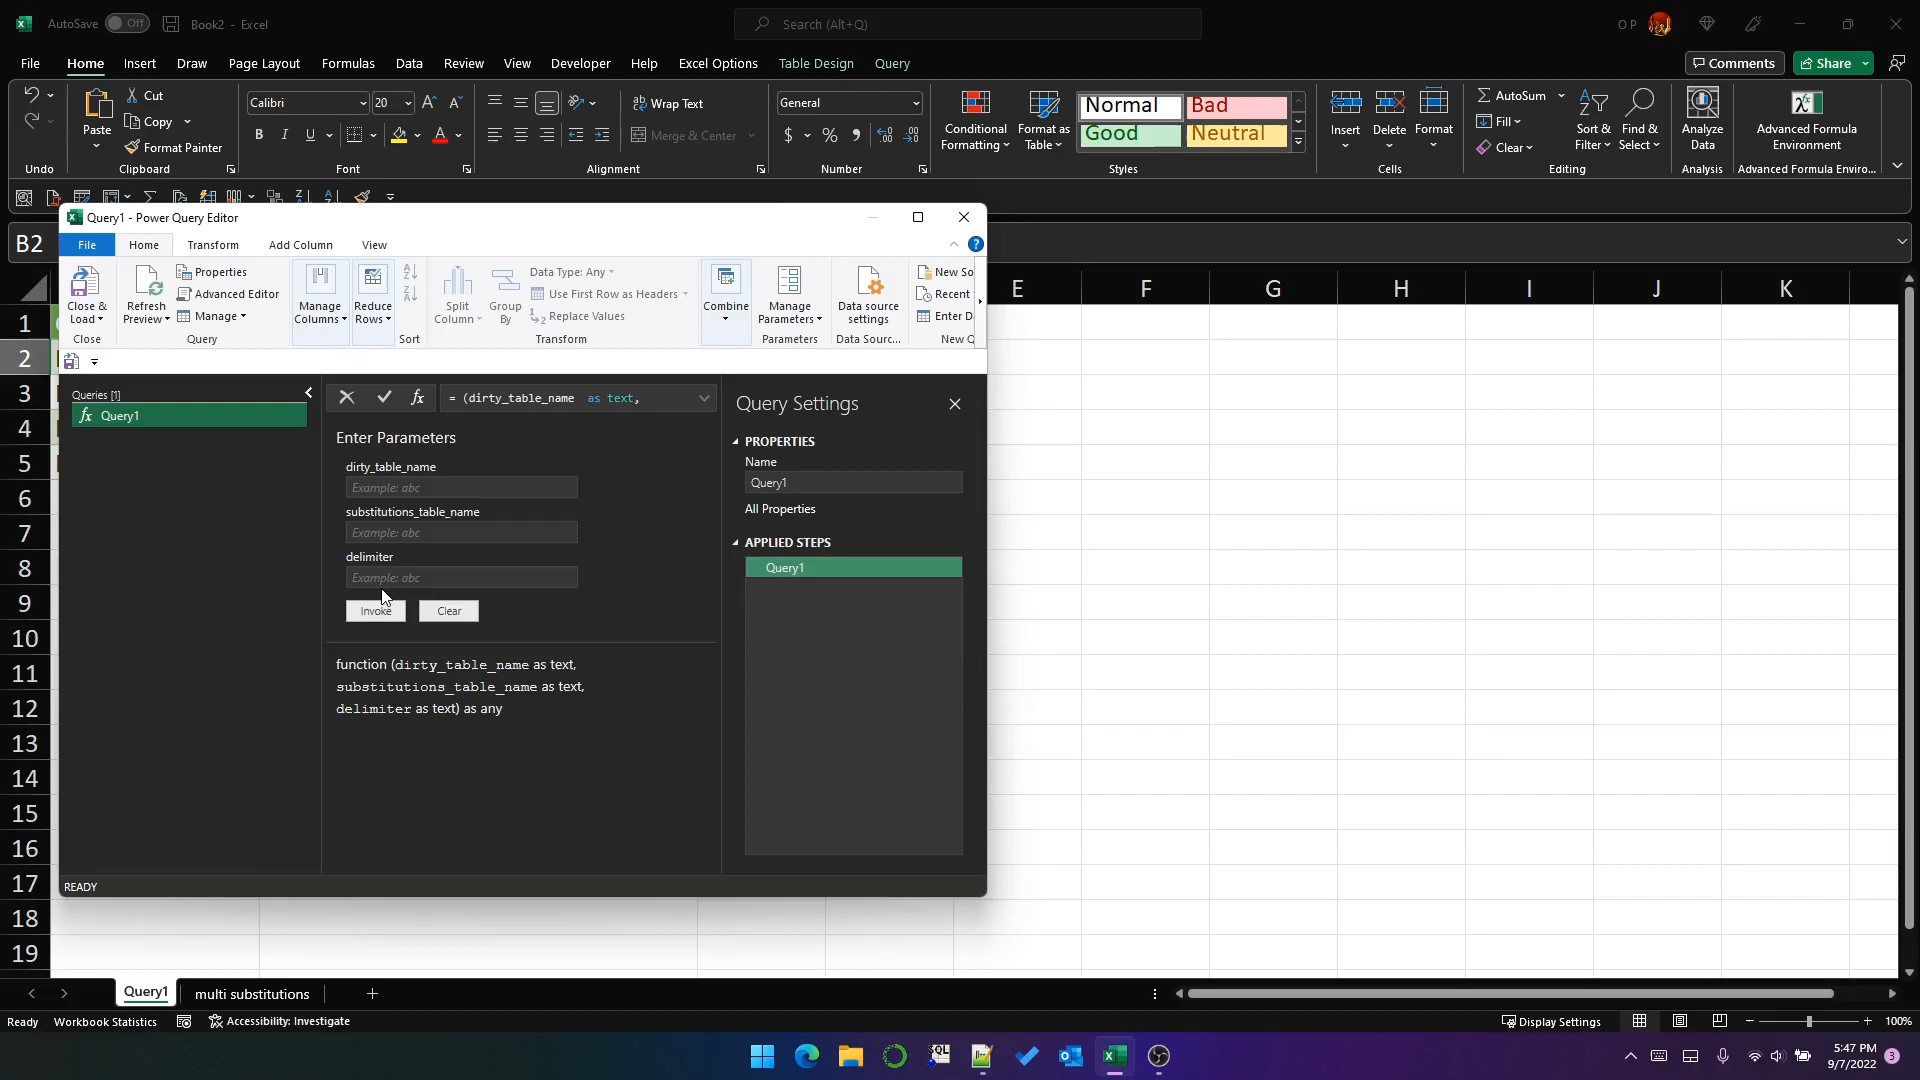 AutoSave Off Book2 - Excel Search (Alt+Q) O P
File Home Insert Draw Page Layout Formulas Data Review View Developer Help Excel Options Table Design Query Comments Share
Cut Calibri 20 Wrap Text General Normal Bad AutoSum
Paste Copy B I U Merge & Center $ % Conditional Formatting Format as Table Good Neutral Insert Delete Format Fill Sort & Filter Find & Select Analyze Data Advanced Formula Environment
Format Painter Clear
Undo Clipboard Font Alignment Number Styles Cells Editing Analysis Advanced Formula Enviro...
Query1 - Power Query Editor
B2
File Home Transform Add Column View
Properties Data Type: Any New So
Close & Load Refresh Preview Advanced Editor Manage Columns Reduce Rows Split Column Group By Use First Row as Headers Combine Manage Parameters Data source settings Recent
Manage Replace Values Enter D
Close Query Sort Transform Parameters Data Sourc... New Q
E F G H I J K
Queries [1]
Query1
fx = (dirty_table_name as text,
Enter Parameters
dirty_table_name
Example: abc
substitutions_table_name
Example: abc
delimiter
Example: abc
Invoke Clear
function (dirty_table_name as text,
substitutions_table_name as text,
delimiter as text) as any
Query Settings
PROPERTIES
Name
Query1
All Properties
APPLIED STEPS
Query1
READY
1
2
3
4
5
6
7
8
9
10
11
12
13
14
15
16
17
18
19
Query1 multi substitutions
Ready Workbook Statistics Accessibility: Investigate Display Settings 100%
SQL
5:47 PM
9/7/2022 3